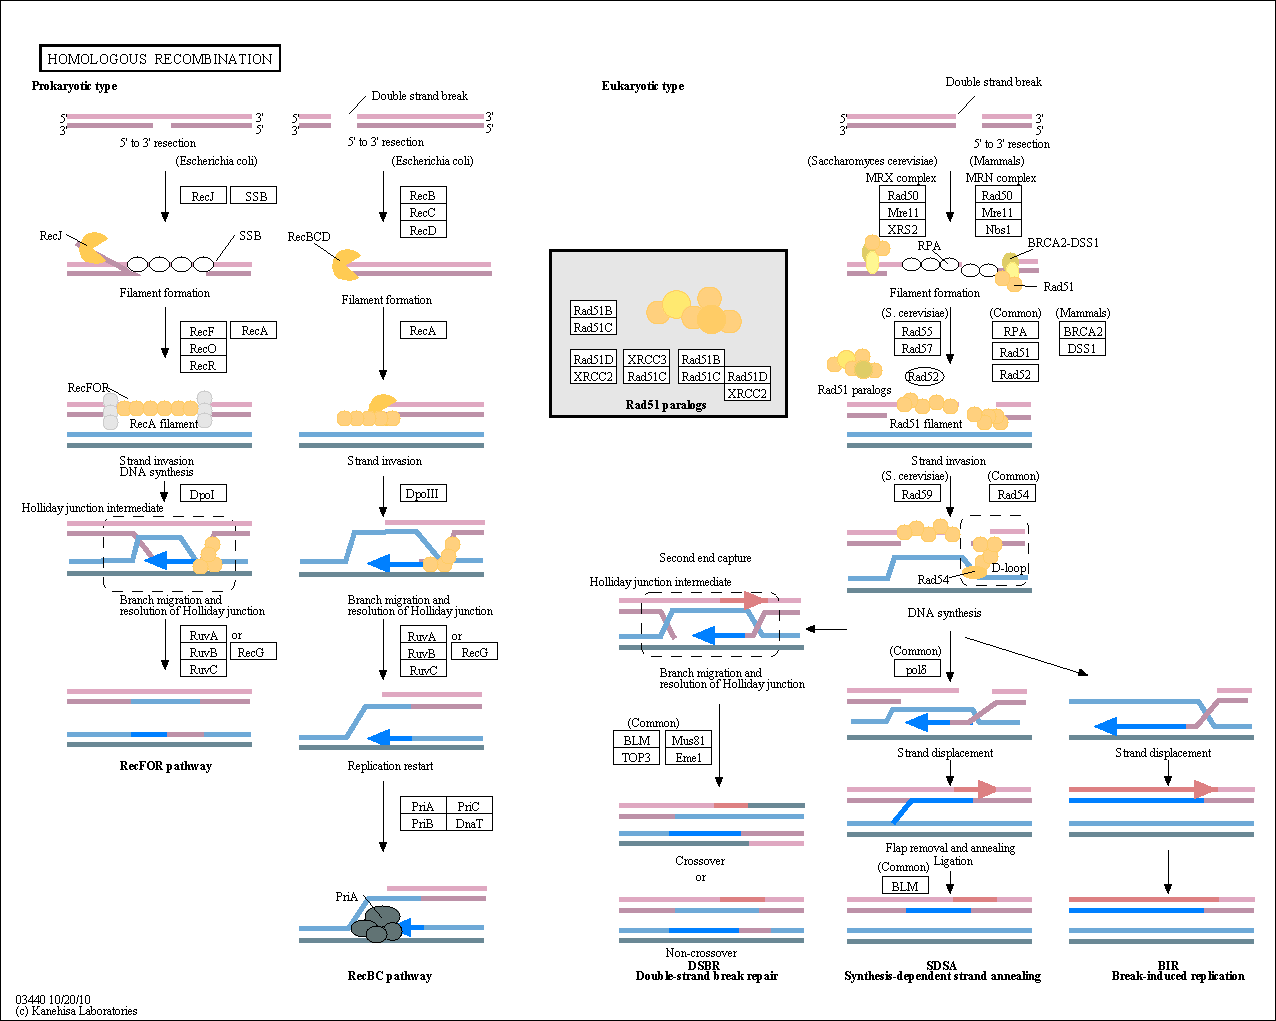 HOMOLOGOUS RECOMBINATION
Prokaryotic type
5'
3'
3'
5'
5' to 3' resection
(Escherichia coli)
RecJ
SSB
RecJ
SSB
Filament formation
RecF
RecA
RecO
RecR
RecFOR
RecA filament
Strand invasion
DNA synthesis
DpoI
Holliday junction intermediate
Branch migration and
resolution of Holliday junction
RuvA
or
RuvB
RecG
RuvC
RecFOR pathway
Double strand break
5'
3'
3'
5'
5' to 3' resection
(Escherichia coli)
RecB
RecC
RecD
RecBCD
Filament formation
RecA
Strand invasion
DpoIII
Branch migration and
resolution of Holliday junction
RuvA
or
RuvB
RecG
RuvC
Replication restart
PriA
PriC
PriB
DnaT
PriA
RecBC pathway
Eukaryotic type
Rad51B
Rad51C
Rad51D
XRCC2
XRCC3
Rad51C
Rad51B
Rad51C
Rad51D
XRCC2
Rad51 paralogs
Double strand break
5'
3'
3'
5'
5' to 3' resection
(Saccharomyces cerevisiae)
(Mammals)
MRX complex
MRN complex
Rad50
Mre11
XRS2
Rad50
Mre11
Nbs1
RPA
BRCA2-DSS1
Rad51
Filament formation
(S. cerevisiae)
(Common)
(Mammals)
Rad55
Rad57
RPA
Rad51
Rad52
BRCA2
DSS1
Rad52
Rad51 paralogs
Rad51 filament
Strand invasion
(S. cerevisiae)
(Common)
Rad59
Rad54
Rad54
D-loop
DNA synthesis
Second end capture
Holliday junction intermediate
Branch migration and
resolution of Holliday junction
(Common)
BLM
TOP3
Mus81
Eme1
Crossover
or
Non-crossover
DSBR
Double-strand break repair
(Common)
polδ
Strand displacement
Flap removal and annealing
Ligation
(Common)
BLM
SDSA
Synthesis-dependent strand annealing
Strand displacement
BIR
Break-induced replication
03440 10/20/10
(c) Kanehisa Laboratories